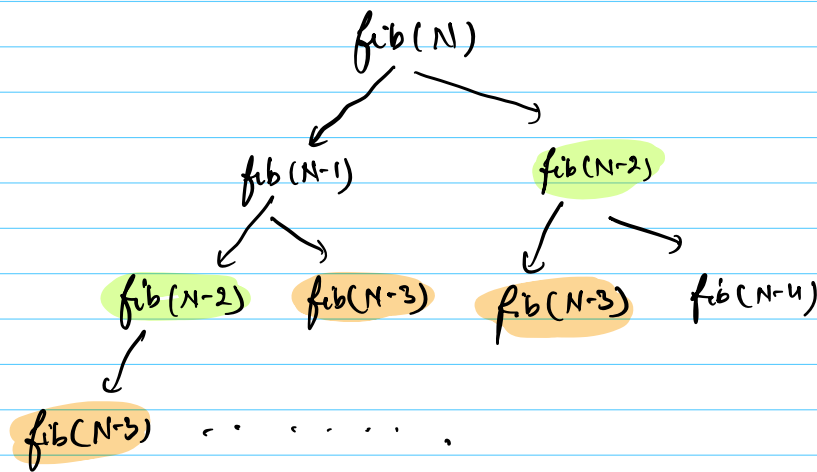 fib(N)
fib(N-1) fib(N-2)
fib(N-2) fib(N-3) fib(N-3) fib(N-4)
fib(N-3) . . . . . . .